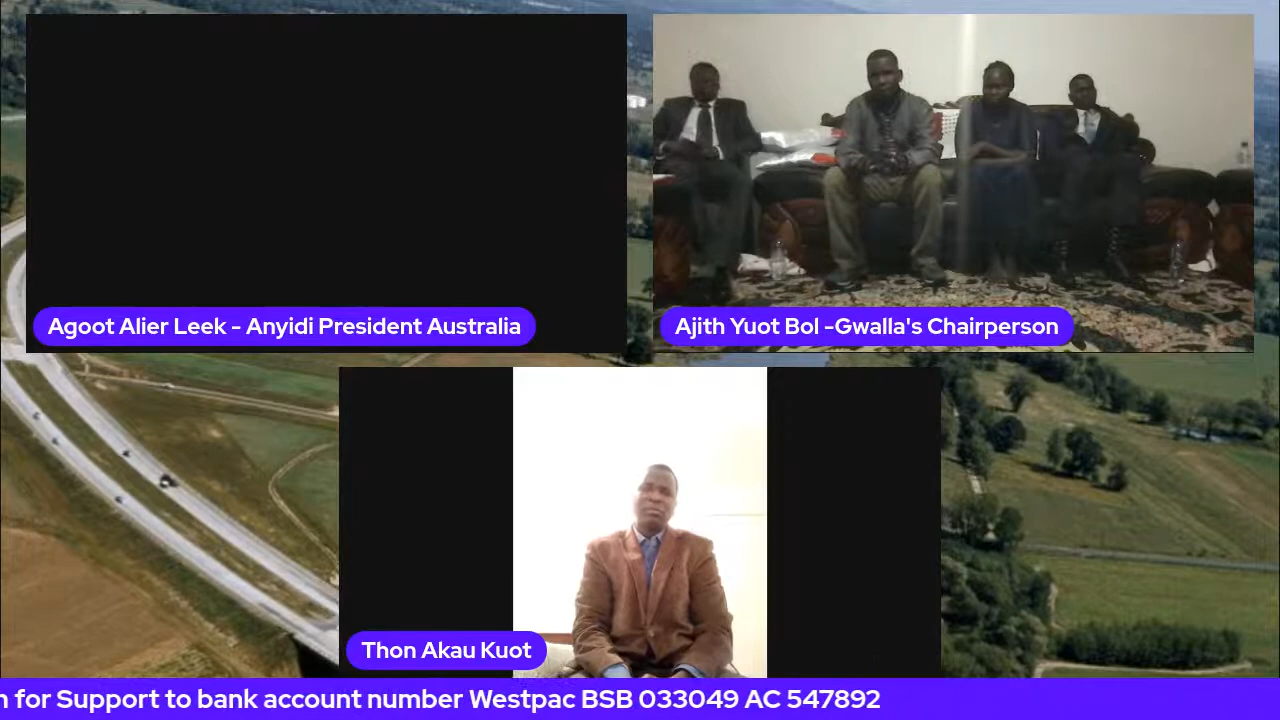 Agoot Alier Leek - Anyidi President Australia
Ajith Yuot Bol -Gwalla's Chairperson
Thon Akau Kuot
for Support to bank account number Westpac BSB 033049 AC 547892